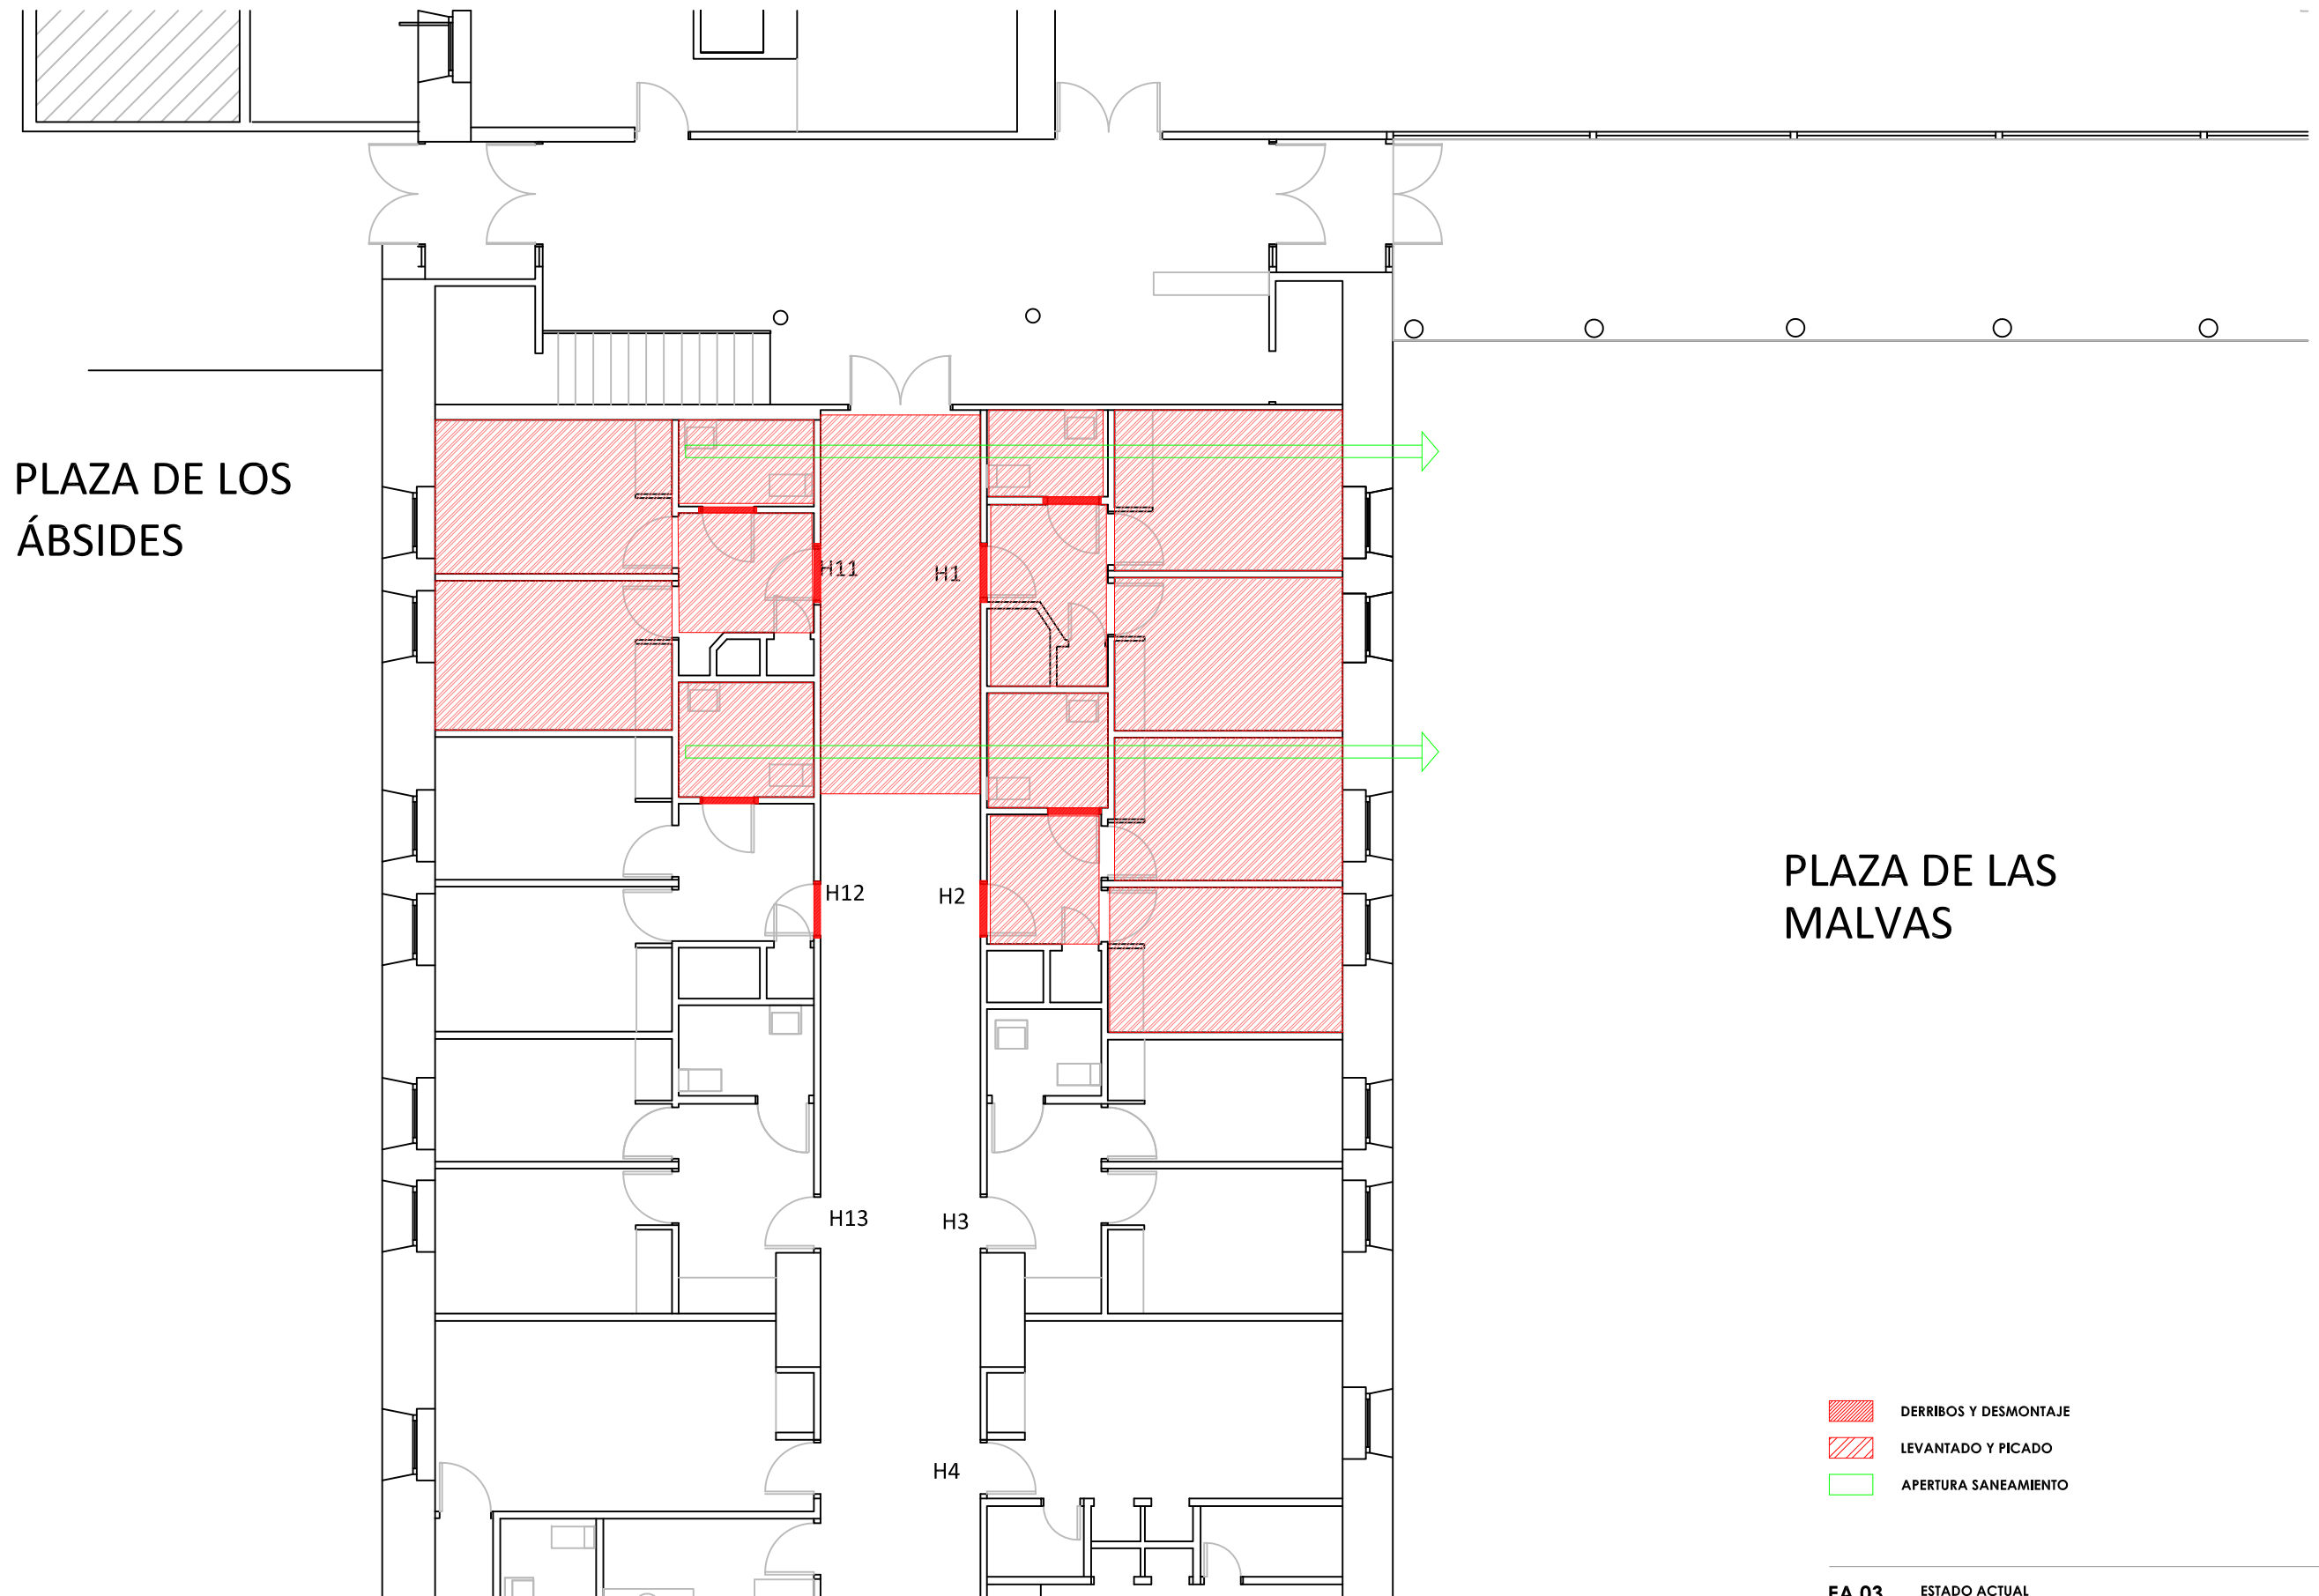 PLAZA DE LOS
ÁBSIDES
H11
H1
H12
H2
PLAZA DE LAS
MALVAS
H13
H3
H4
DERRIBOS Y DESMONTAJE
LEVANTADO Y PICADO
APERTURA SANEAMIENTO
EA 03
ESTADO ACTUAL